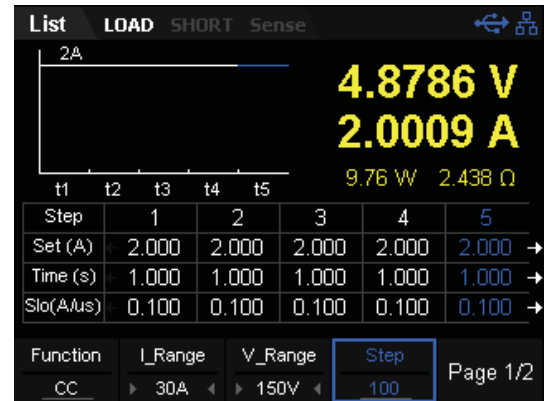 List LOAD SHORT Sense
2A
4.8786 V
2.0009 A
9.76 W 2.438 Ω
t1 t2 t3 t4 t5
Step 1 2 3 4 5
Set (A) 2.000 2.000 2.000 2.000 2.000
Time (s) 1.000 1.000 1.000 1.000 1.000
Slo(A/us) 0.100 0.100 0.100 0.100 0.100
Function I_Range V_Range Step Page 1/2
CC 30A 150V 100